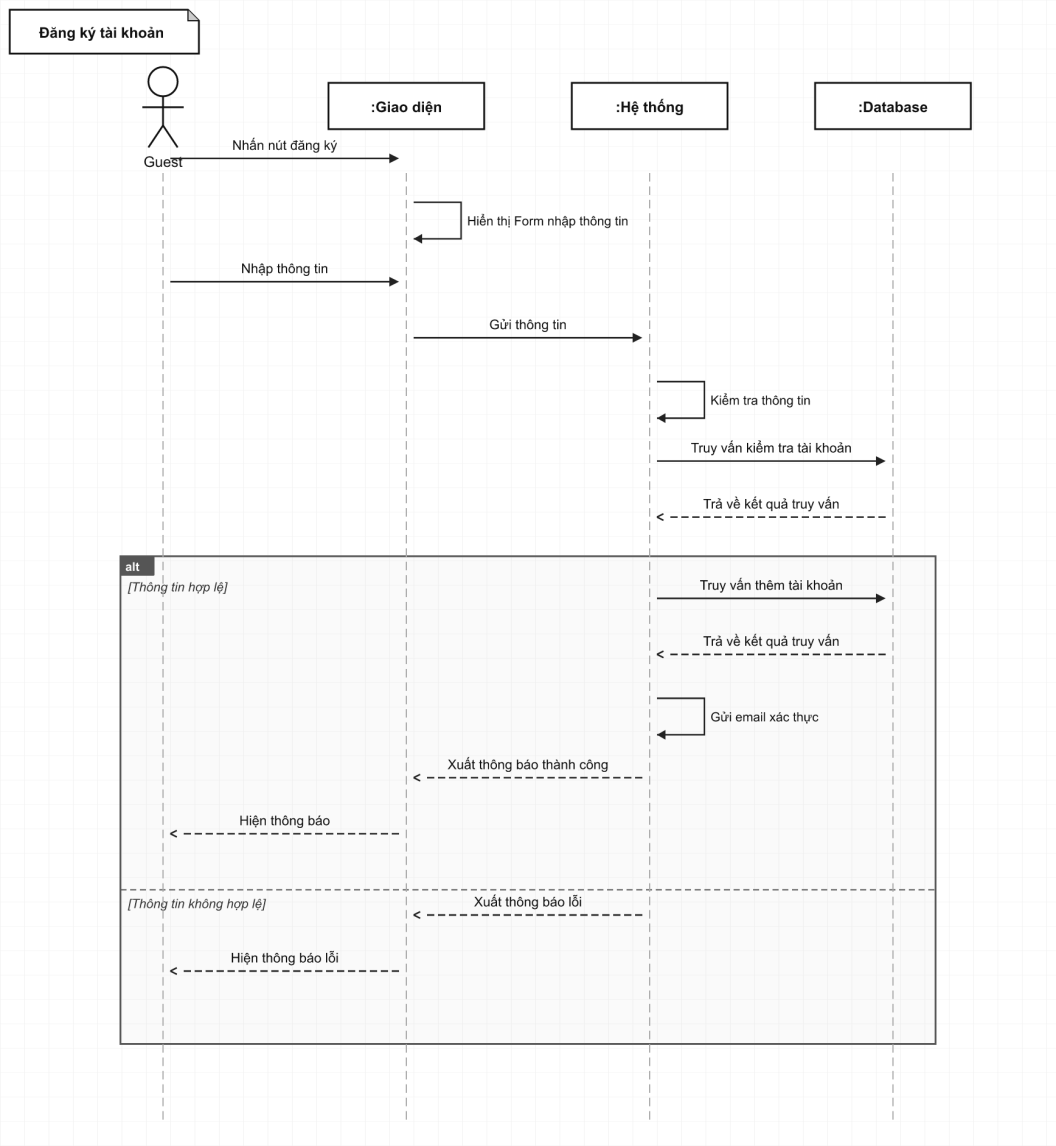 Đăng ký tài khoản
:Giao diện
:Hệ thống
:Database
Guest
Nhấn nút đăng ký
Hiển thị Form nhập thông tin
Nhập thông tin
Gửi thông tin
Kiểm tra thông tin
Truy vấn kiểm tra tài khoản
Trả về kết quả truy vấn
alt
[Thông tin hợp lệ]
Truy vấn thêm tài khoản
Trả về kết quả truy vấn
Gửi email xác thực
Xuất thông báo thành công
Hiện thông báo
[Thông tin không hợp lệ]
Xuất thông báo lỗi
Hiện thông báo lỗi